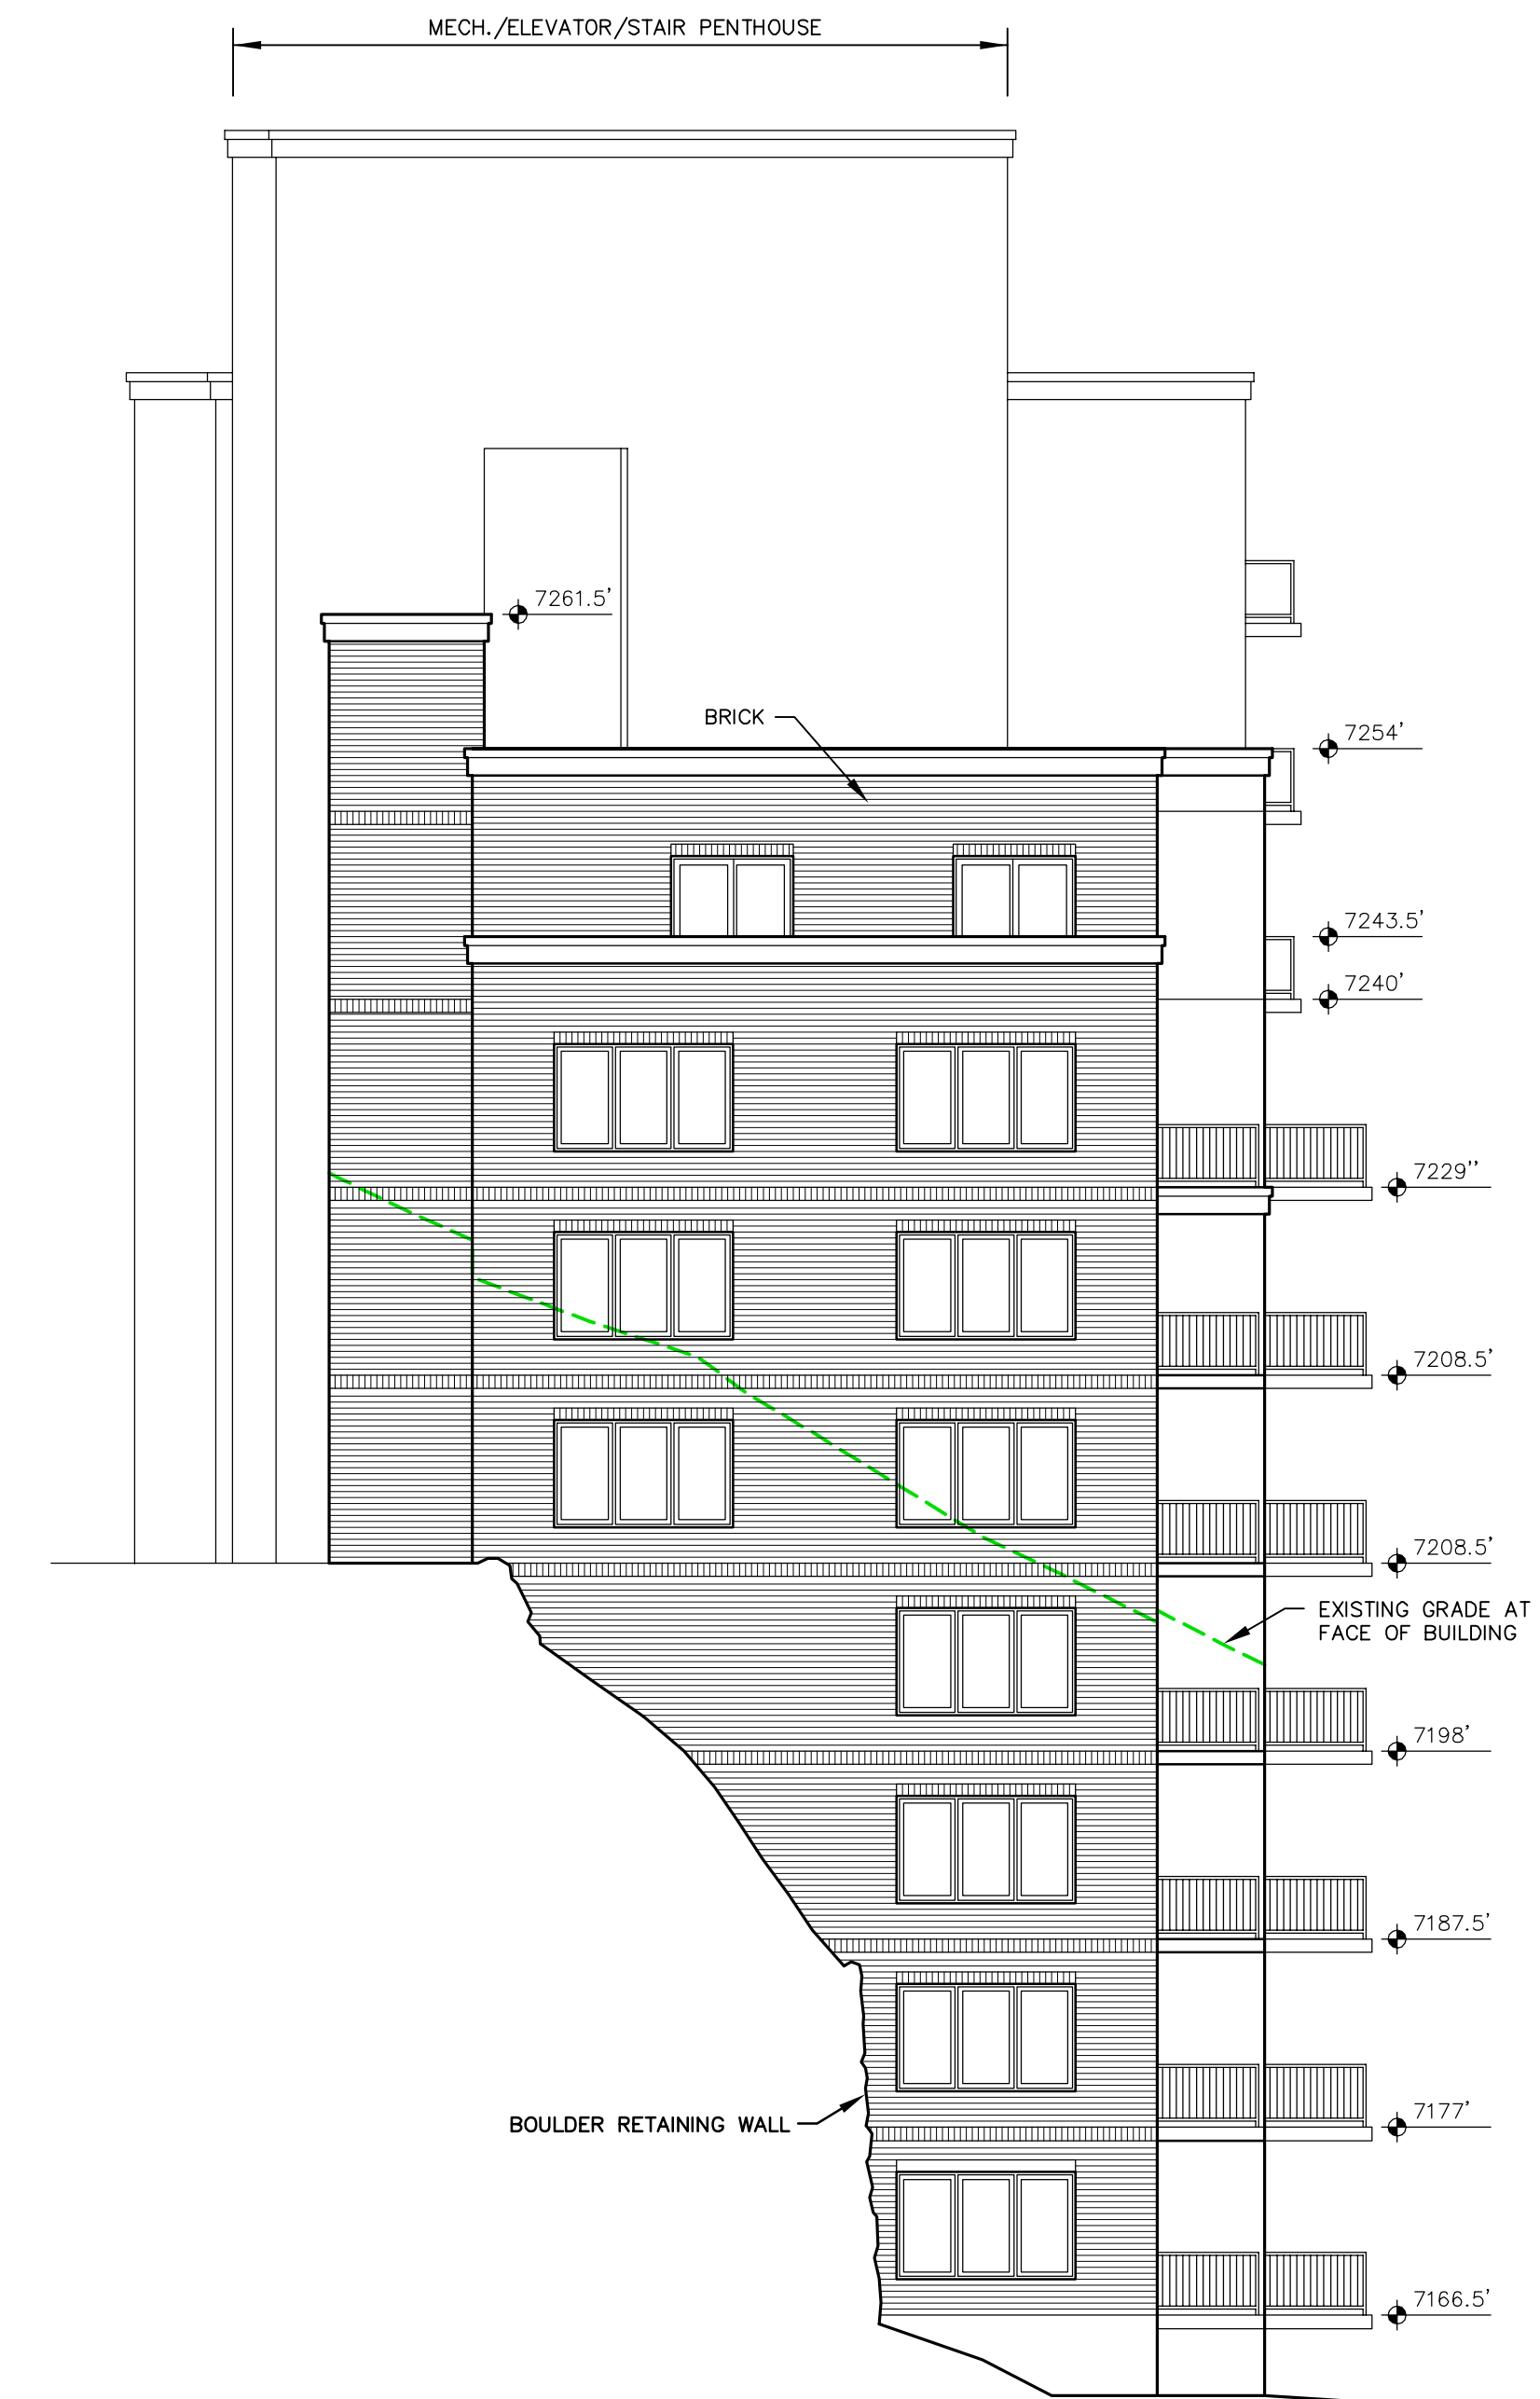 MECH./ELEVATOR/STAIR PENTHOUSE
7261.5'
BRICK
7254'
7243.5'
7240'
7229''
7208.5'
7208.5'
EXISTING GRADE AT
FACE OF BUILDING
7198'
7187.5'
BOULDER RETAINING WALL
7177'
7166.5'